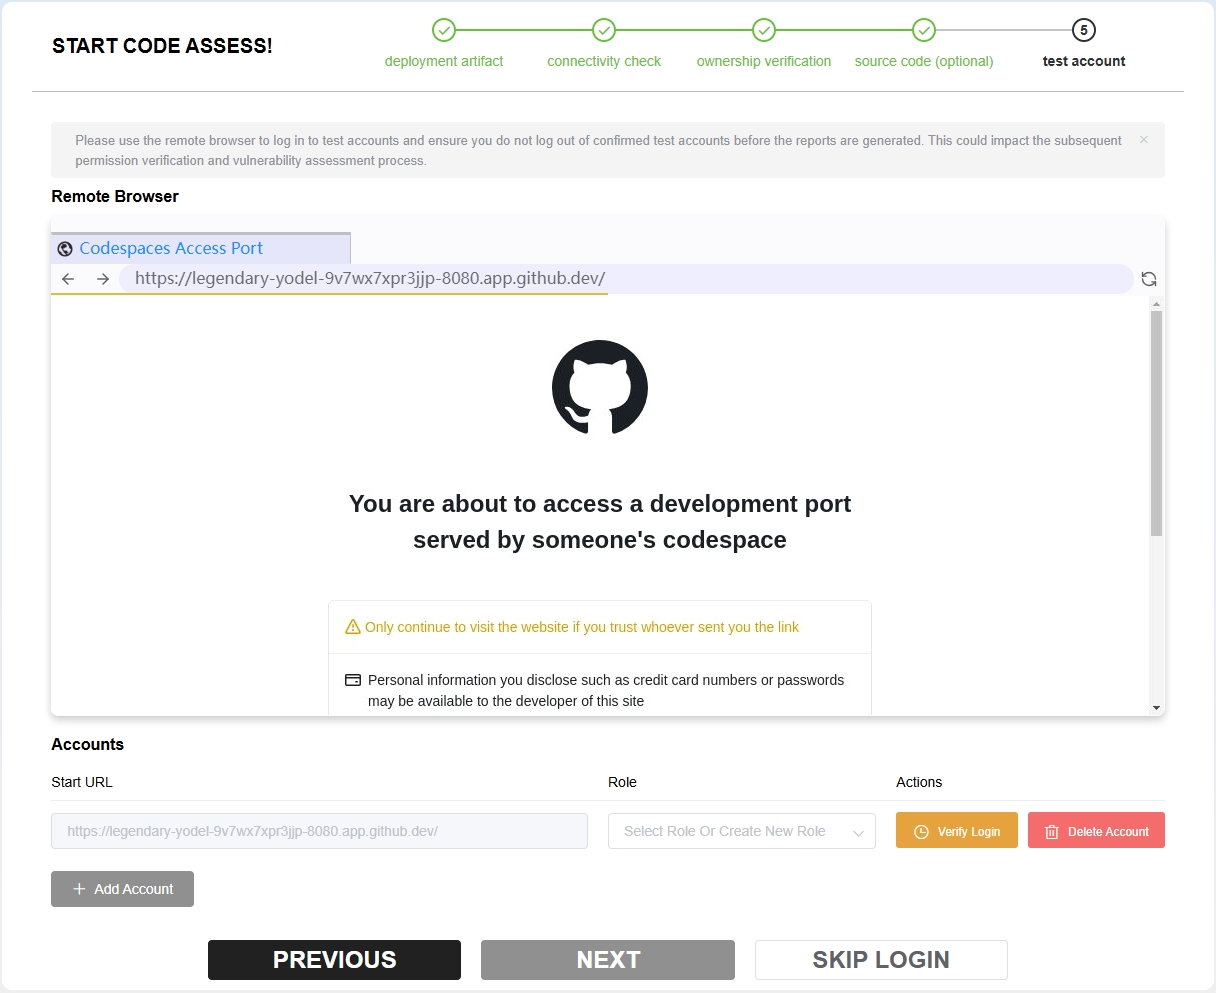 START CODE ASSESS!
5
deployment artifact
connectivity check
ownership verification
source code (optional)
test account
Please use the remote browser to log in to test accounts and ensure you do not log out of confirmed test accounts before the reports are generated. This could impact the subsequent
permission verification and vulnerability assessment process.
Remote Browser
Codespaces Access Port
https://legendary-yodel-9v7wx7xpr3jjp-8080.app.github.dev/
You are about to access a development port
served by someone's codespace
Only continue to visit the website if you trust whoever sent you the link
Personal information you disclose such as credit card numbers or passwords
may be available to the developer of this site
Accounts
Start URL
Role
Actions
https://legendary-yodel-9v7wx7xpr3jjp-8080.app.github.dev/
Select Role Or Create New Role
Verify Login
Delete Account
Add Account
PREVIOUS
NEXT
SKIP LOGIN